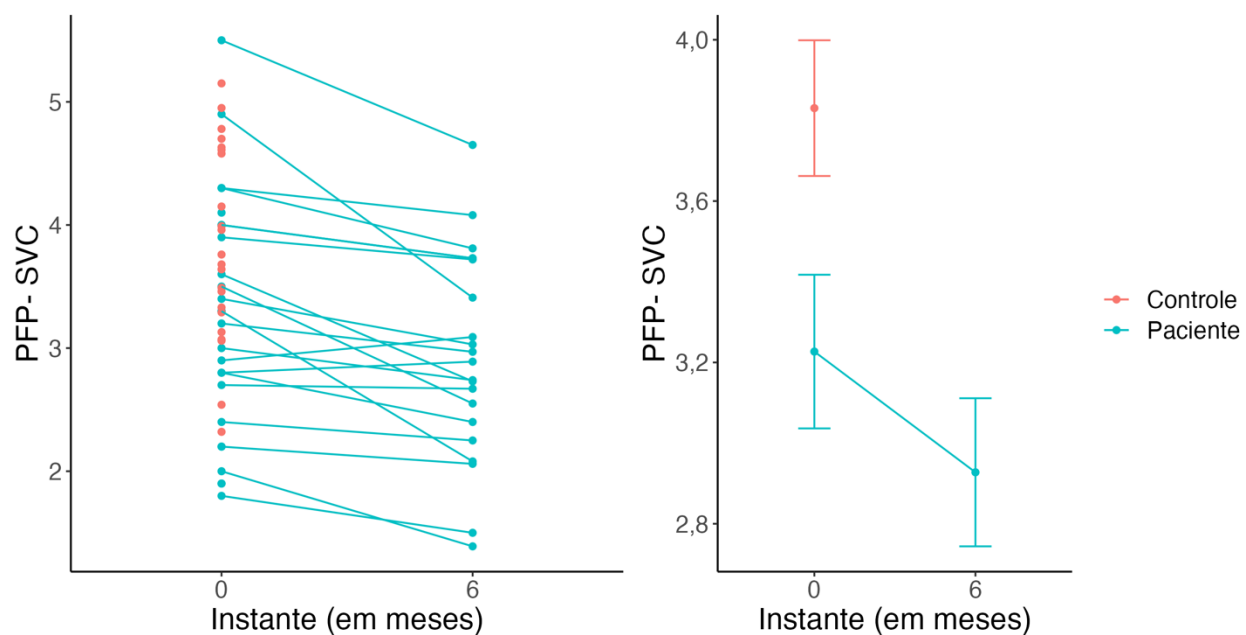 PFP- SVC
5
4
3
2
0
6
Instante (em meses)
PFP- SVC
4,0
3,6
3,2
2,8
0
6
Instante (em meses)
Controle
Paciente